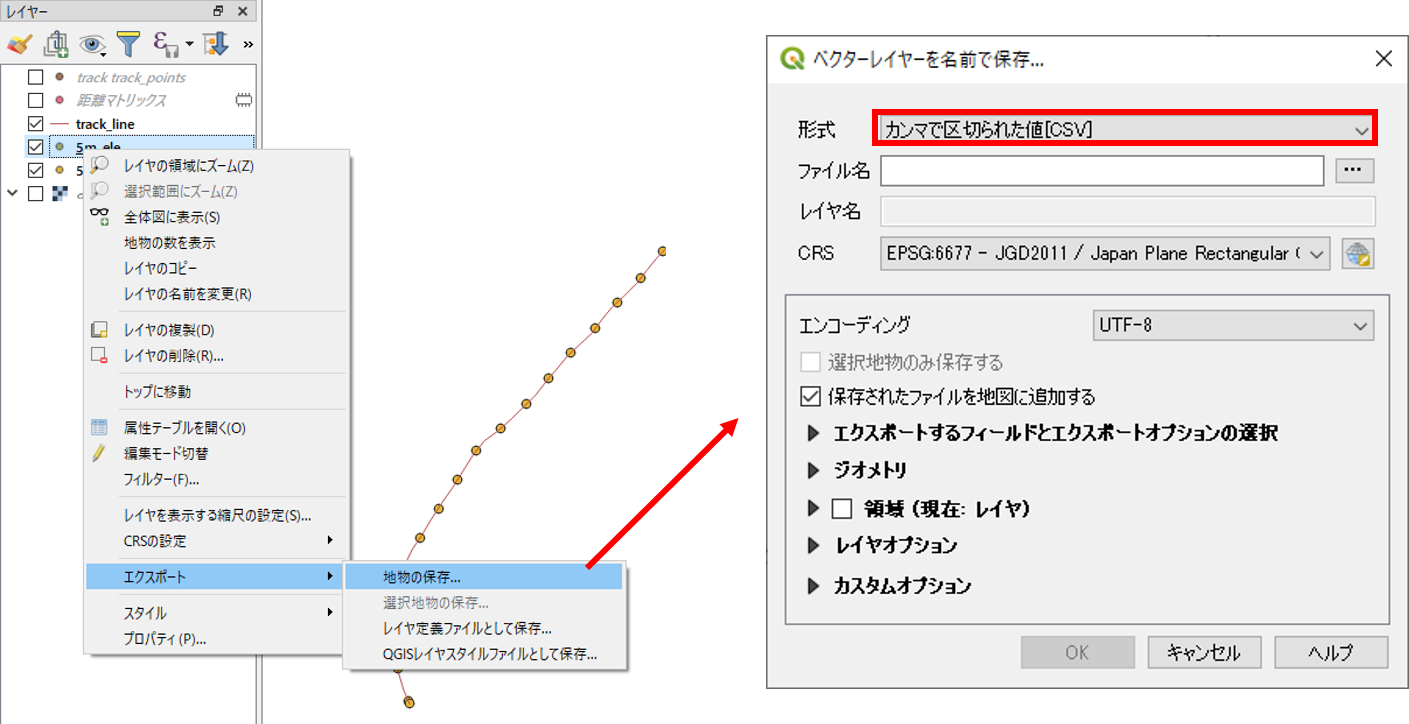 レイヤー
track track_points
距離マトリックス
track_line
5m_ele
5
レイヤの領域にズーム(Z)
選択範囲にズーム(Z)
全体図に表示(S)
地物の数を表示
レイヤのコピー
レイヤの名前を変更(R)
レイヤの複製(D)
レイヤの削除(R)...
トップに移動
属性テーブルを開く(O)
編集モード切替
フィルター(F)...
レイヤを表示する縮尺の設定(S)...
CRSの設定
エクスポート
スタイル
プロパティ(P)...
地物の保存...
選択地物の保存...
レイヤ定義ファイルとして保存...
QGISレイヤスタイルファイルとして保存...
ベクターレイヤーを名前で保存...
形式 カンマで区切られた値[CSV]
ファイル名 ...
レイヤ名
CRS EPSG:6677 - JGD2011 / Japan Plane Rectangular
エンコーディング UTF-8
選択地物のみ保存する
保存されたファイルを地図に追加する
エクスポートするフィールドとエクスポートオプションの選択
ジオメトリ
領域 (現在: レイヤ)
レイヤオプション
カスタムオプション
OK キャンセル ヘルプ